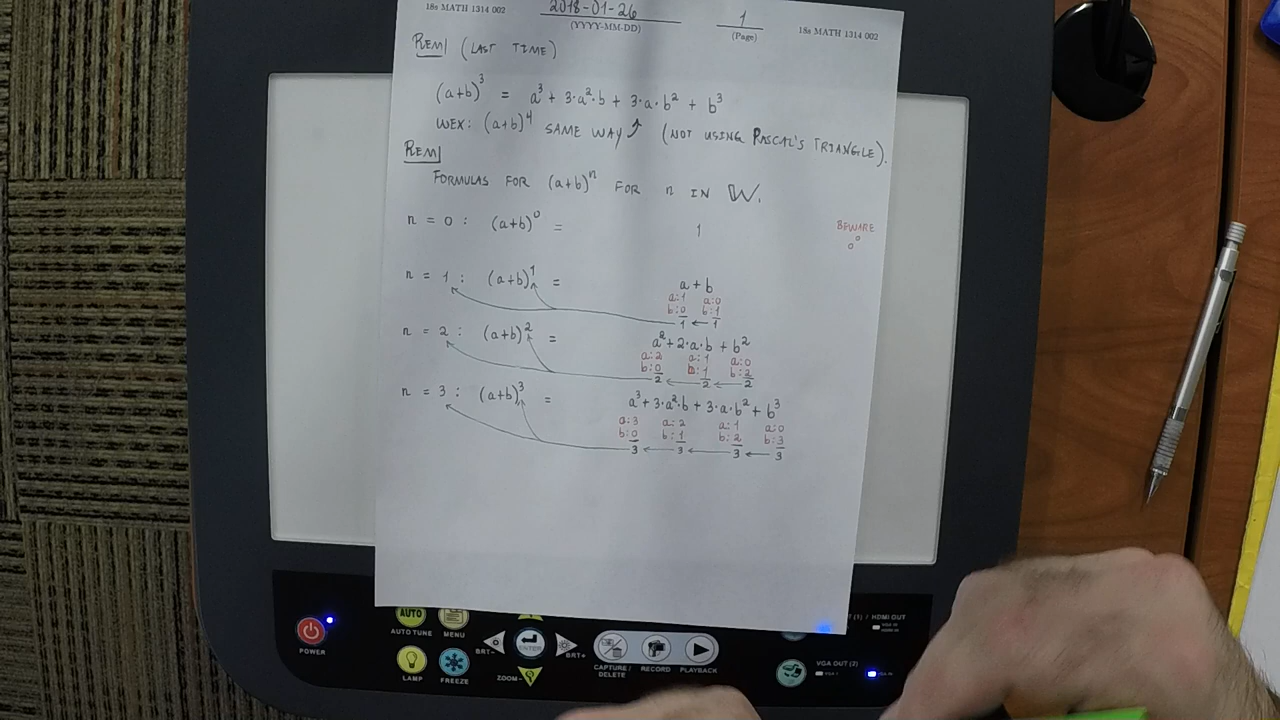 18s MATH 1314 002 2018-01-26 1 18s MATH 1314 002
(YYYY-MM-DD) (Page)
REM (LAST TIME)
(a+b)³ = a³ + 3·a²·b + 3·a·b² + b³
WEX: (a+b)⁴ SAME WAY ⤴ (NOT USING PASCAL'S TRIANGLE).
REM
FORMULAS FOR (a+b)ⁿ FOR n IN 𝕎.
n = 0 : (a+b)⁰ = 1
BEWARE
n = 1 : (a+b)¹ = a + b
a:1 a:0
b:0 b:1
1 ← 1
n = 2 : (a+b)² = a² + 2·a·b + b²
a:2 a:1 a:0
b:0 b:1 b:2
2 ← 2 ← 2
n = 3 : (a+b)³ = a³ + 3·a²·b + 3·a·b² + b³
a:3 a:2 a:1 a:0
b:0 b:1 b:2 b:3
3 ← 3 ← 3 ← 3
POWER
AUTO
AUTO TUNE
MENU
LAMP
FREEZE
BRT-
ENTER
BRT+
ZOOM-
CAPTURE/
DELETE
RECORD
PLAYBACK
/ HDMI OUT
VGA OUT (2)